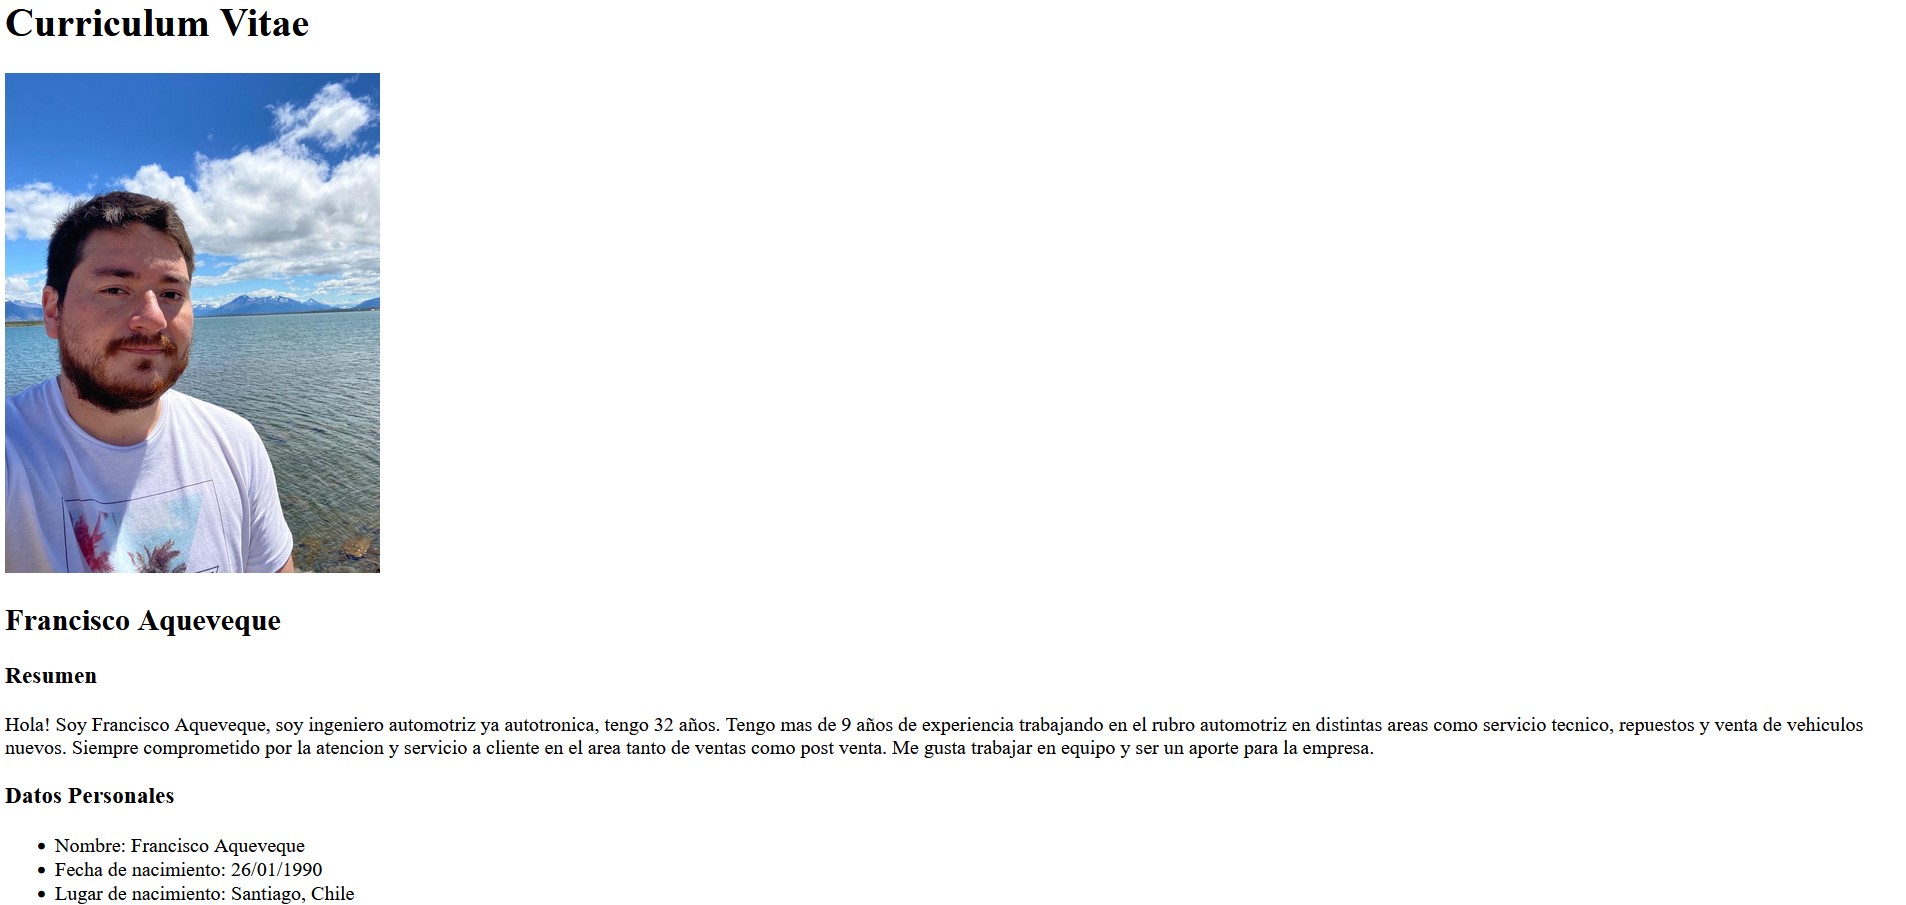 Curriculum Vitae
Francisco Aqueveque
Resumen
Hola! Soy Francisco Aqueveque, soy ingeniero automotriz ya autotronica, tengo 32 años. Tengo mas de 9 años de experiencia trabajando en el rubro automotriz en distintas areas como servicio tecnico, repuestos y venta de vehiculos
nuevos. Siempre comprometido por la atencion y servicio a cliente en el area tanto de ventas como post venta. Me gusta trabajar en equipo y ser un aporte para la empresa.
Datos Personales
Nombre: Francisco Aqueveque
Fecha de nacimiento: 26/01/1990
Lugar de nacimiento: Santiago, Chile